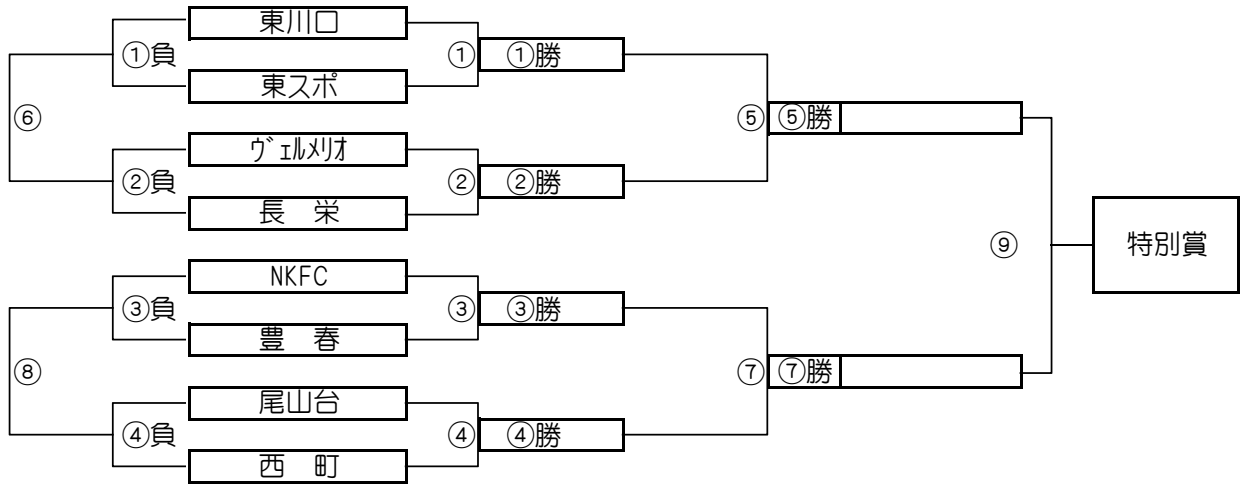 東川口
①負 ① ①勝
東スポ
⑥ ⑤ ⑤勝
ヴェルメリオ
②負 ② ②勝
長 栄
⑨ 特別賞
NKFC
③負 ③ ③勝
豊 春
⑧ ⑦ ⑦勝
尾山台
④負 ④ ④勝
西 町